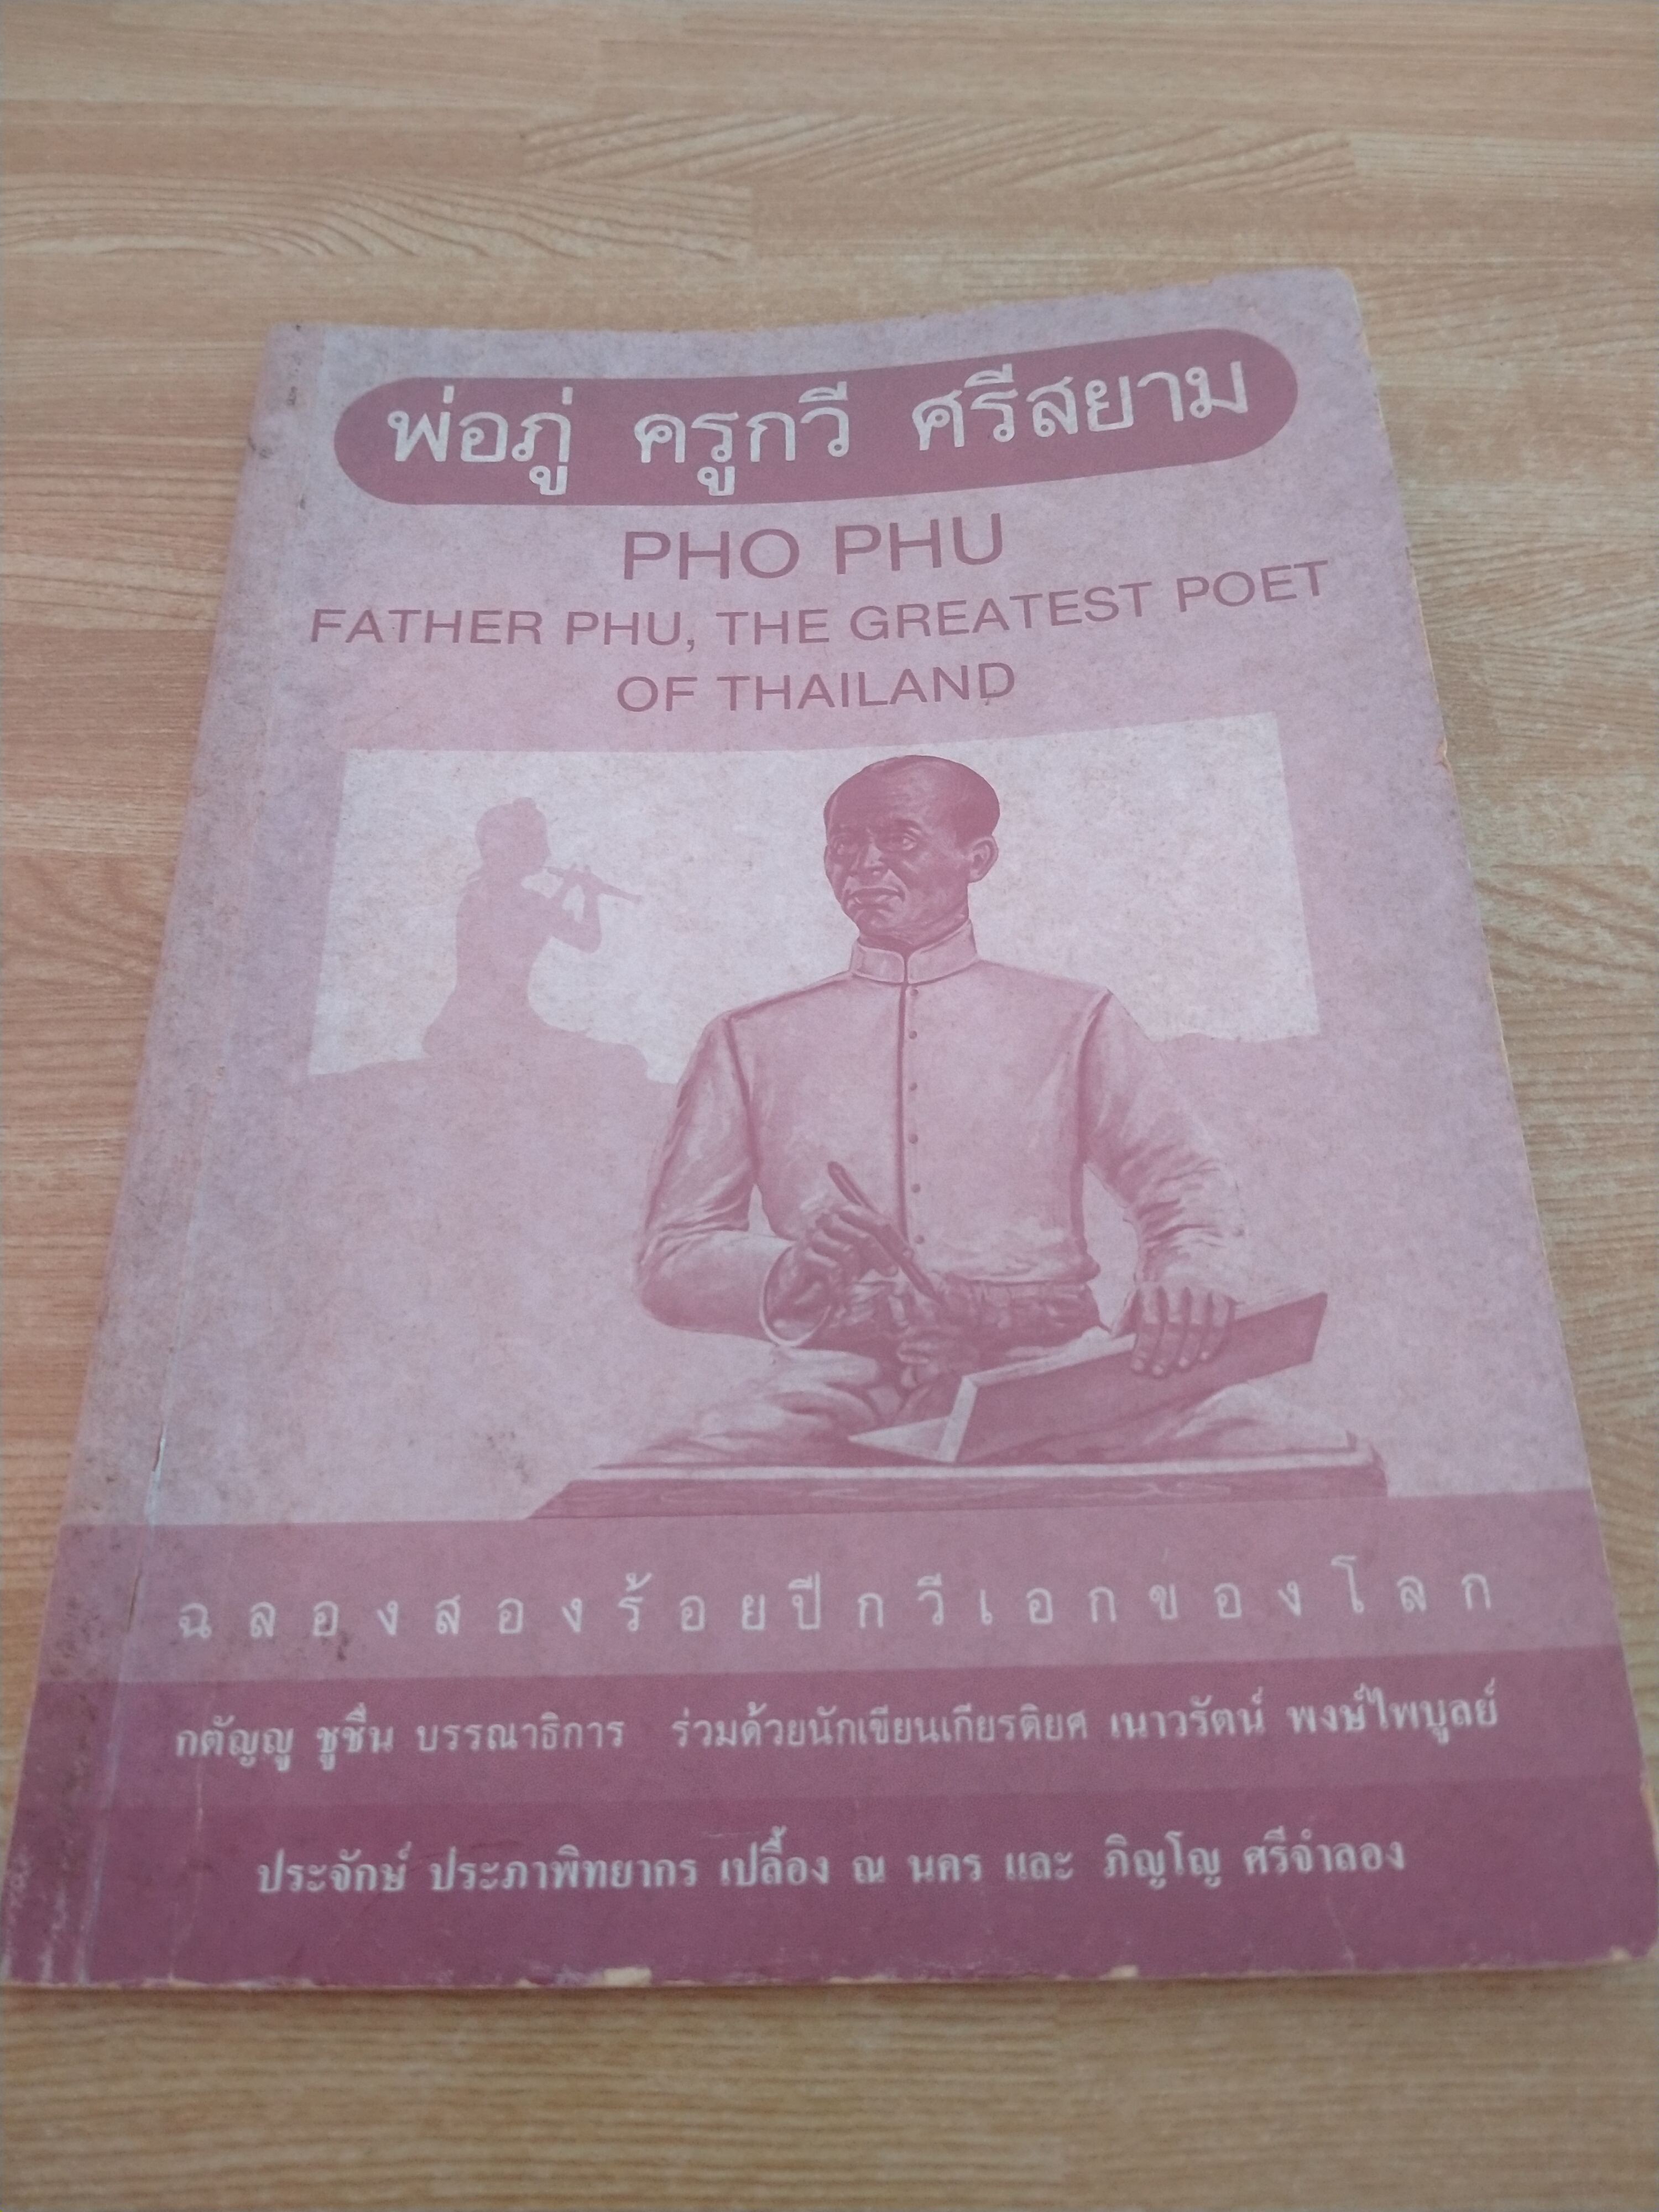 พ่อภู่ ครูกวี ศรีสยาม
PHO PHU
FATHER PHU, THE GREATEST POET
OF THAILAND
ฉลองสองร้อยปีกวีเอกของโลก
กตัญญู ชูชื่น บรรณาธิการ ร่วมด้วยนักเขียนเกียรติยศ เนาวรัตน์ พงษ์ไพบูลย์
ประจักษ์ ประภาพิทยากร เปลื้อง ณ นคร และ ภิญโญ ศรีจำลอง